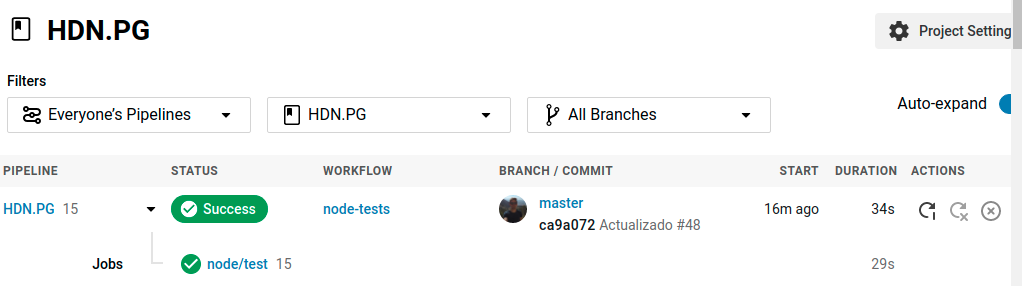 HDN.PG
Project Setting
Filters
Everyone's Pipelines
HDN.PG
All Branches
Auto-expand
PIPELINE STATUS WORKFLOW BRANCH / COMMIT START DURATION ACTIONS
HDN.PG 15 Success node-tests master 16m ago 34s
ca9a072 Actualizado #48
Jobs node/test 15 29s